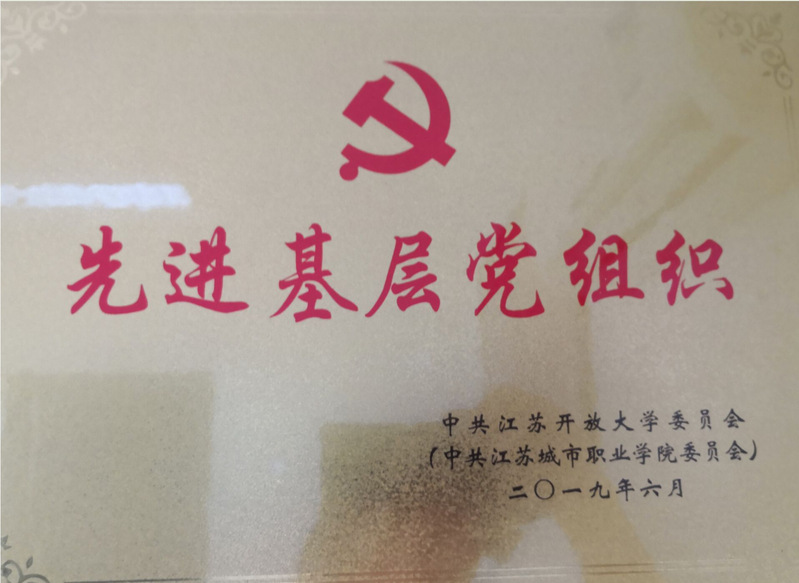 先进基层党组织
中共江苏开放大学委员会
(中共江苏城市职业学院委员会)
二〇一九年六月